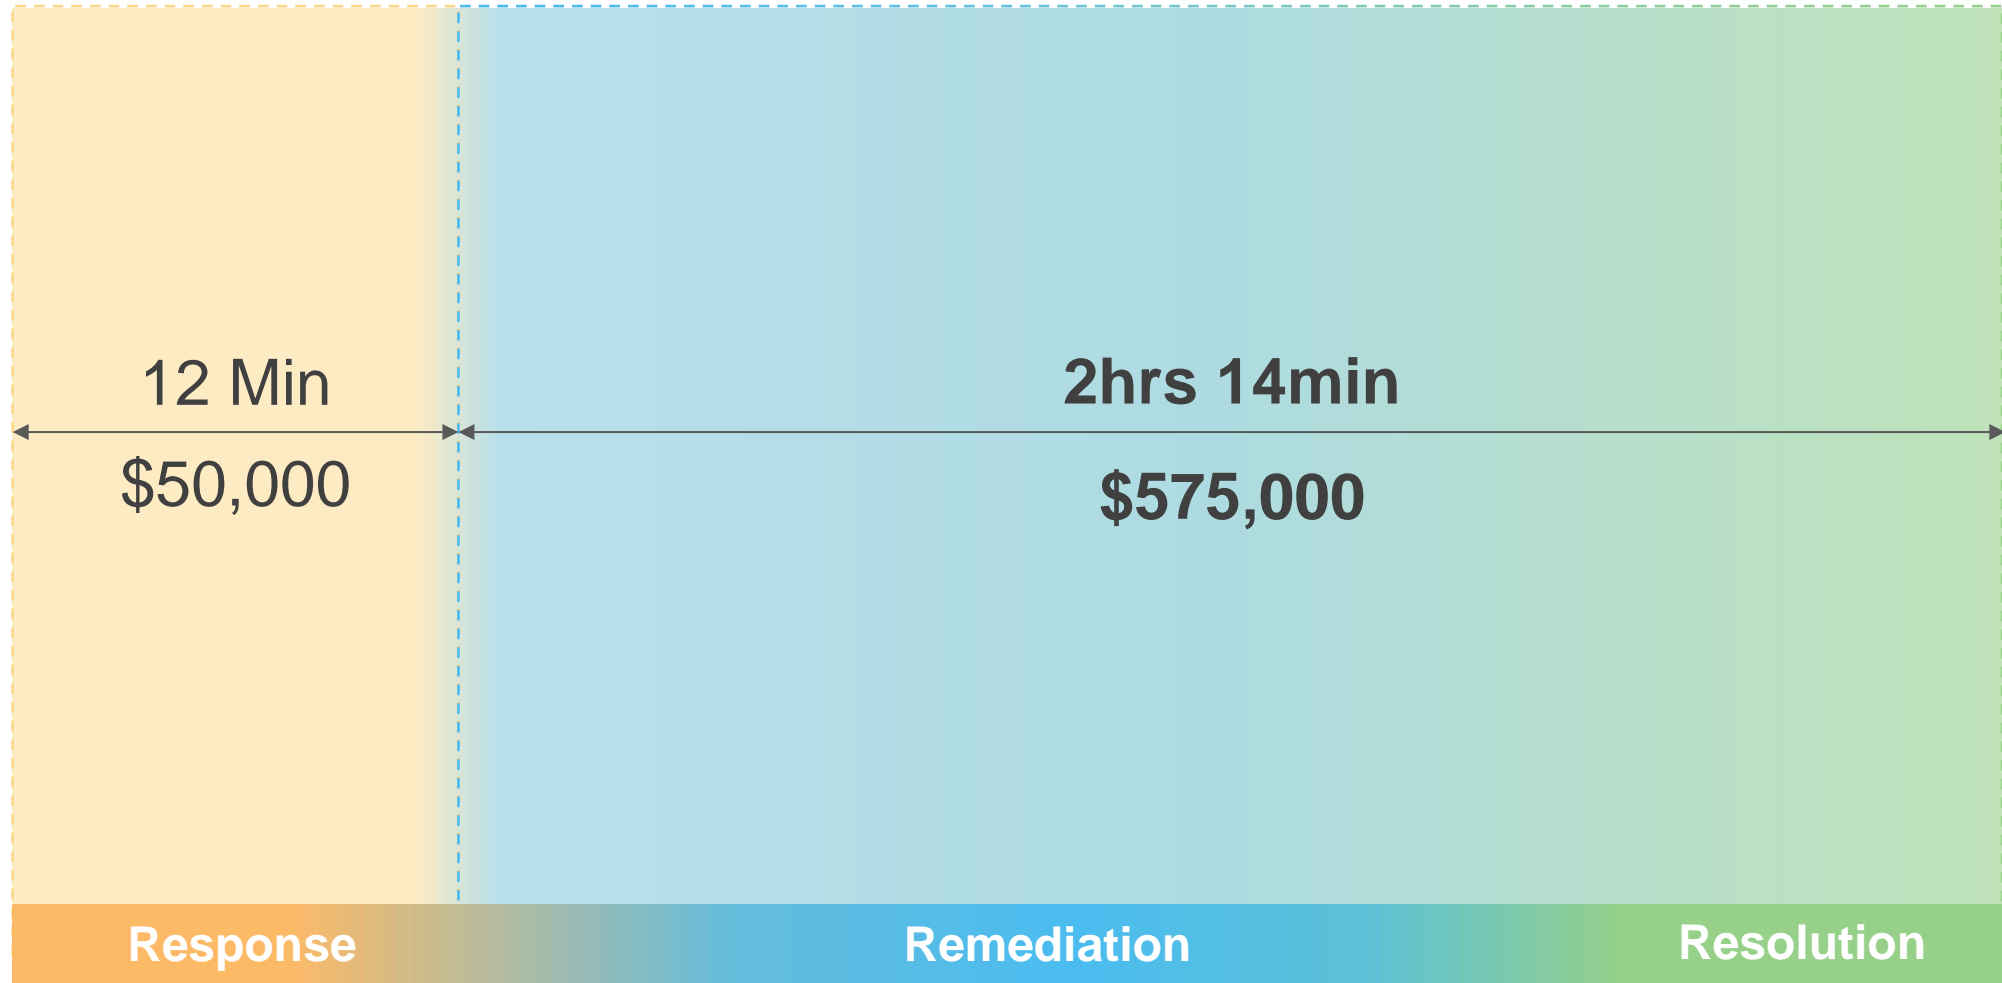 12 Min
$50,000
2hrs 14min
$575,000
Response
Remediation
Resolution